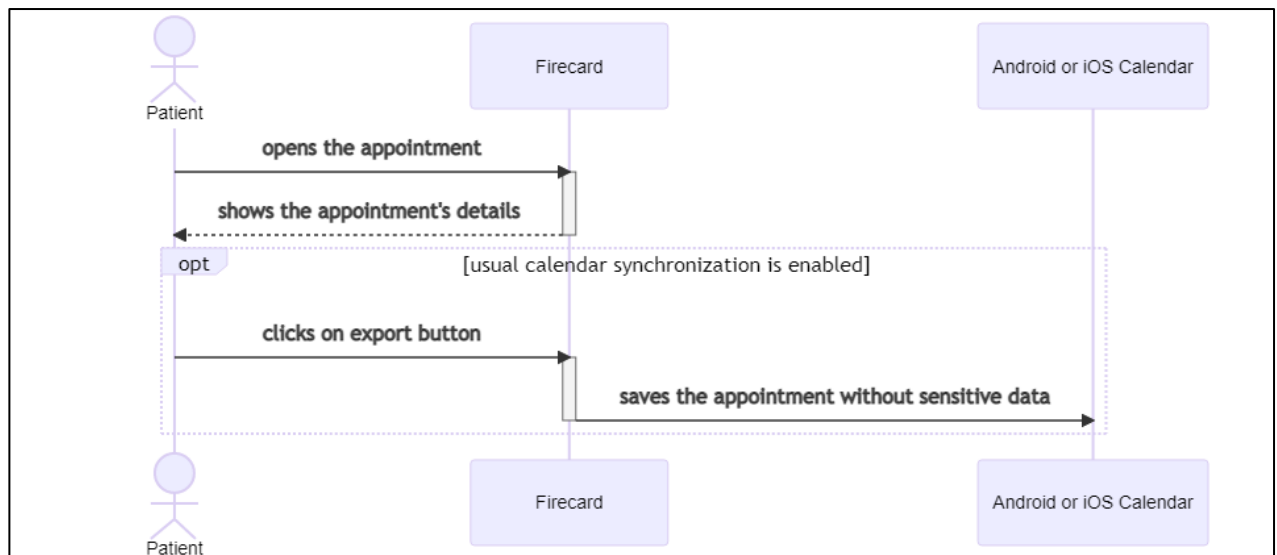 Patient
Firecard
Android or iOS Calendar
opens the appointment
shows the appointment's details
opt
[usual calendar synchronization is enabled]
clicks on export button
saves the appointment without sensitive data
Patient
Firecard
Android or iOS Calendar